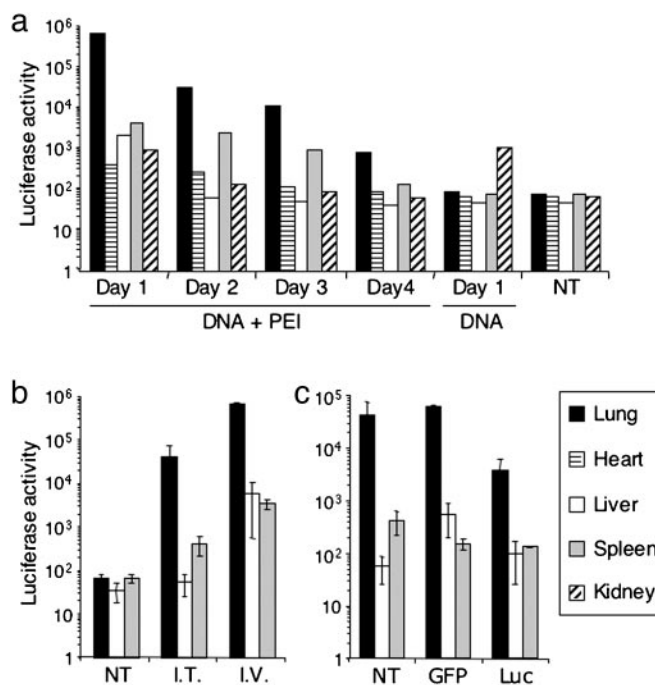 a
Luciferase activity
10⁶
10⁵
10⁴
10³
10²
10
1
Day 1 Day 2 Day 3 Day4 Day 1 NT
DNA + PEI DNA
b
Luciferase activity
10⁶
10⁵
10⁴
10³
10²
10
1
NT I.T. I.V.
c
10⁵
10⁴
10³
10²
10
1
NT GFP Luc
Lung
Heart
Liver
Spleen
Kidney